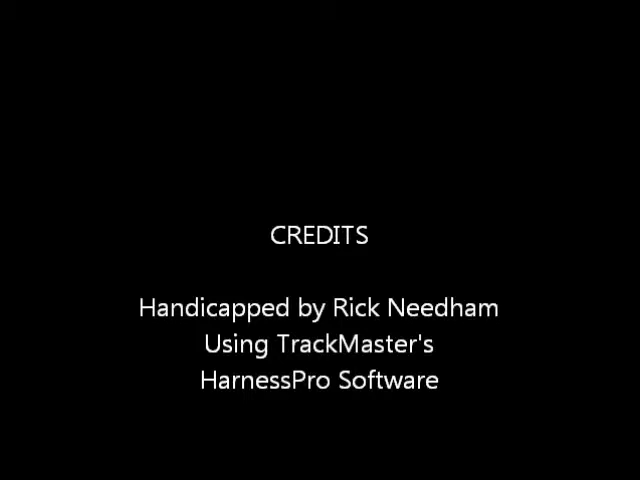 CREDITS
Handicapped by Rick Needham
Using TrackMaster's
HarnessPro Software